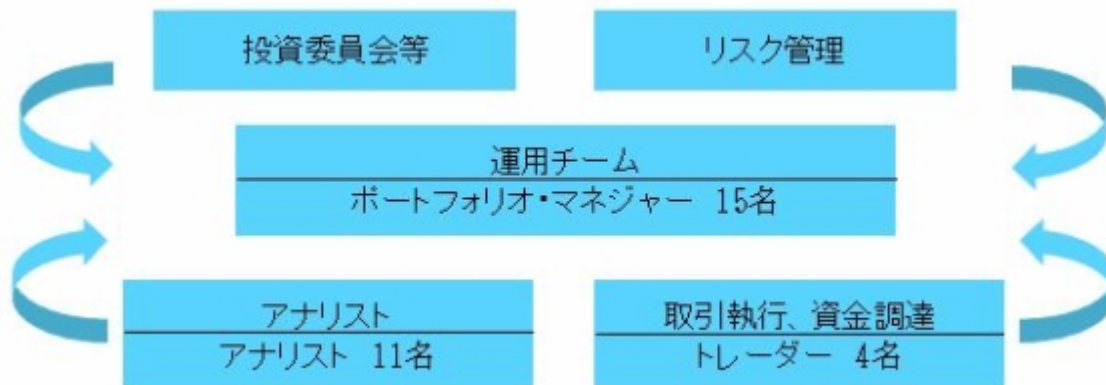 投資委員会等
リスク管理
運用チーム
ポートフォリオ・マネジャー 15名
アナリスト
アナリスト 11名
取引執行、資金調達
トレーダー 4名